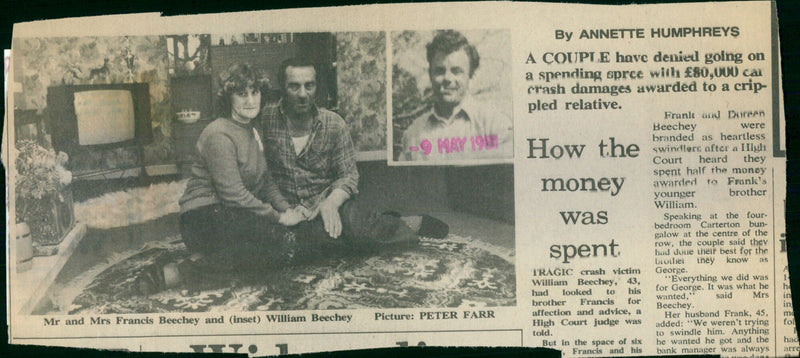 By ANNETTE HUMPHREYS
A COUPLE have denied going on
a spending spree with £80,000 car
crash damages awarded to a crip-
pled relative.
- 9 MAY
Mr and Mrs Francis Beechey and (inset) William Beechey Picture: PETER FARR
How the
money
was
spent
TRAGIC crash victim
William Beechey, 43,
had looked to his
brother Francis for
affection and advice, a
High Court judge was
told.
But in the space of six
Francis and his
Frank and Doreen
Beechey were
branded as heartless
swindlers after a High
Court heard they
spent half the money
awarded to Frank's
younger brother
William.
Speaking at the four-
bedroom Carterton bun-
galow at the centre of the
row, the couple said they
had done their best for the
brother they know as
George.
"Everything we did was
for George. It was what he
wanted," said Mrs
Beechey.
Her husband Frank, 45,
added: "We weren't trying
to swindle him. Anything
he wanted he got and the
bank manager was always